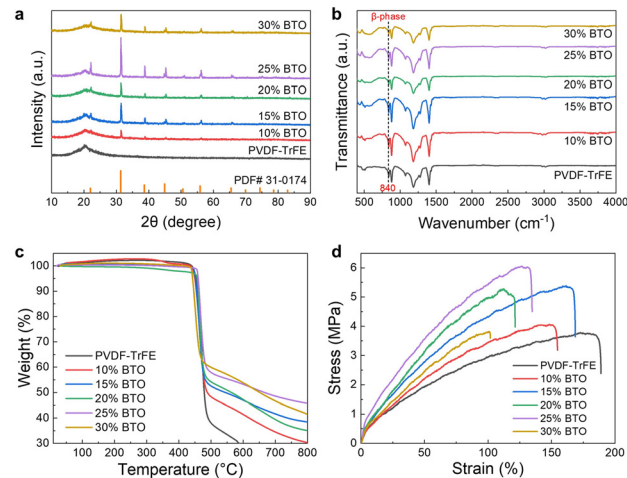 a
Intensity (a.u.)
30% BTO
25% BTO
20% BTO
15% BTO
10% BTO
PVDF-TrFE
PDF# 31-0174
10 20 30 40 50 60 70 80 90
2θ (degree)
b
Transmittance (a.u.)
β-phase
30% BTO
25% BTO
20% BTO
15% BTO
10% BTO
PVDF-TrFE
840
500 1000 1500 2000 2500 3000 3500 4000
Wavenumber (cm⁻¹)
c
Weight (%)
100
90
80
70
60
50
40
30
PVDF-TrFE
10% BTO
15% BTO
20% BTO
25% BTO
30% BTO
100 200 300 400 500 600 700 800
Temperature (°C)
d
Stress (MPa)
6
5
4
3
2
1
0
PVDF-TrFE
10% BTO
15% BTO
20% BTO
25% BTO
30% BTO
0 50 100 150 200
Strain (%)